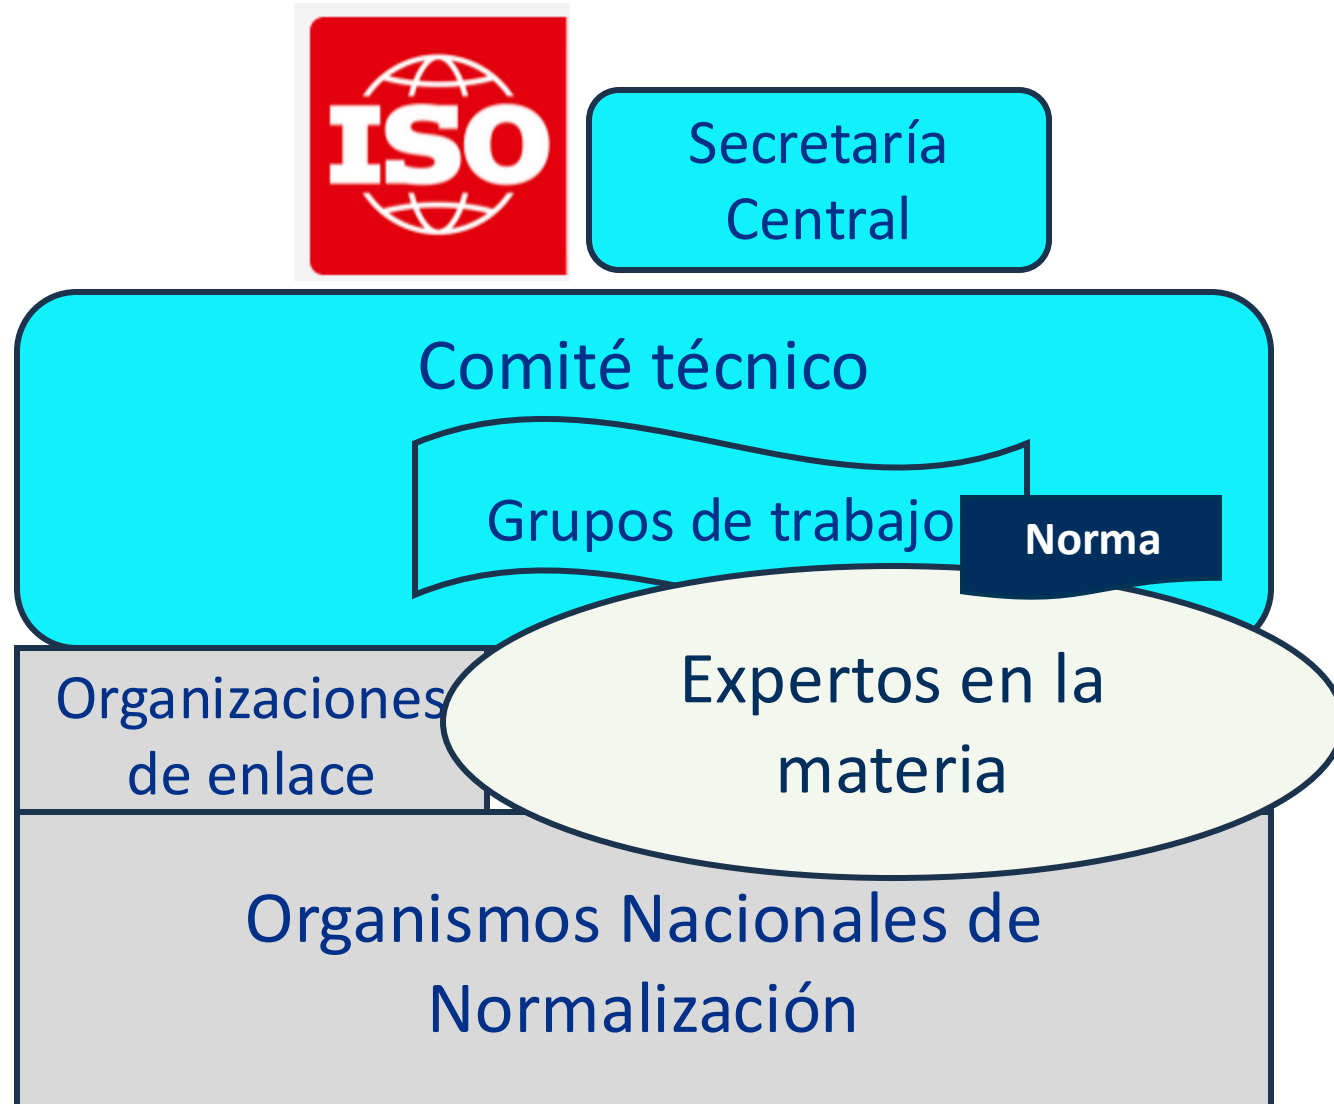 ISO
Secretaría
Central
Comité técnico
Grupos de trabajo
Norma
Expertos en la
materia
Organizaciones
de enlace
Organismos Nacionales de
Normalización